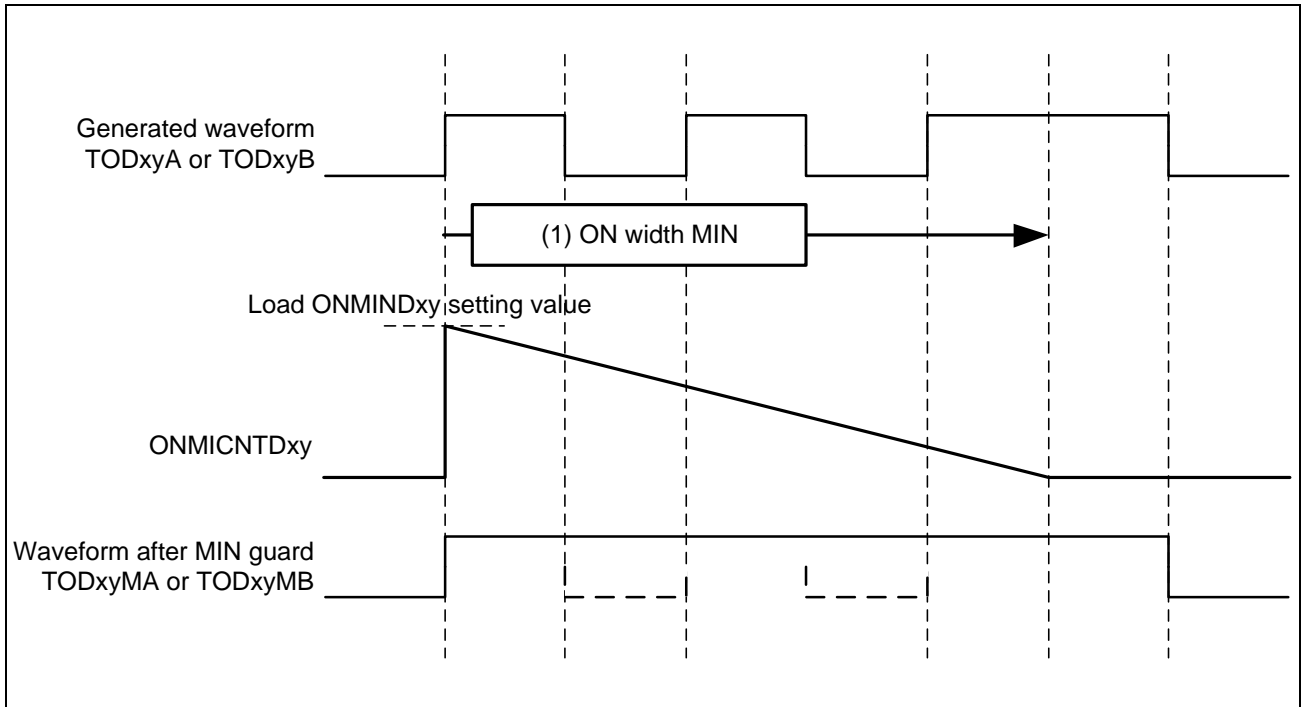 Generated waveform
TODxyA or TODxyB
(1) ON width MIN
Load ONMINDxy setting value
ONMICNTDxy
Waveform after MIN guard
TODxyMA or TODxyMB